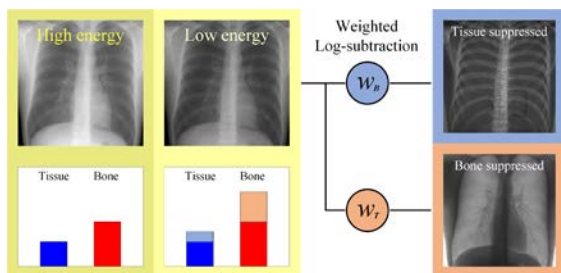 High energy
Low energy
Weighted
Log-subtraction
Tissue suppressed
w_B
Tissue Bone
Tissue Bone
w_T
Bone suppressed